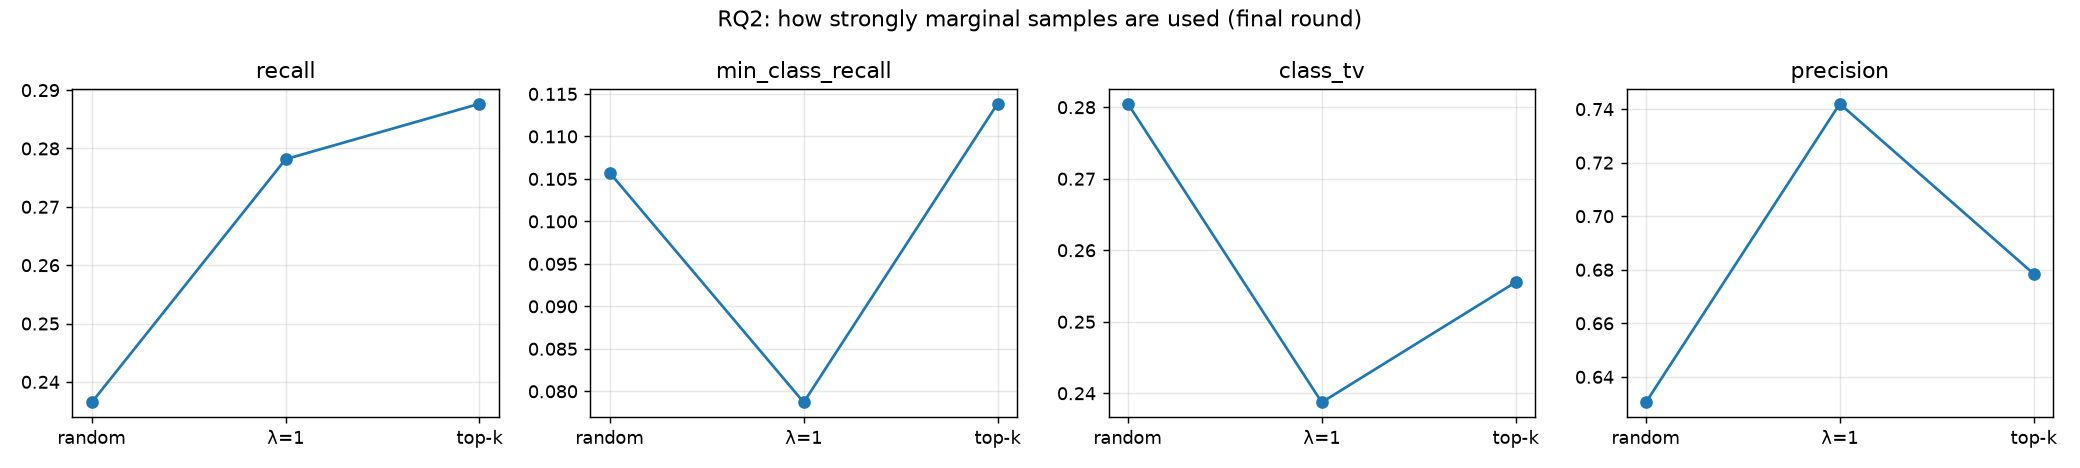 RQ2: how strongly marginal samples are used (final round)
recall
0.29
0.28
0.27
0.26
0.25
0.24
random λ=1 top-k
min_class_recall
0.115
0.110
0.105
0.100
0.095
0.090
0.085
0.080
random λ=1 top-k
class_tv
0.28
0.27
0.26
0.25
0.24
random λ=1 top-k
precision
0.74
0.72
0.70
0.68
0.66
0.64
random λ=1 top-k